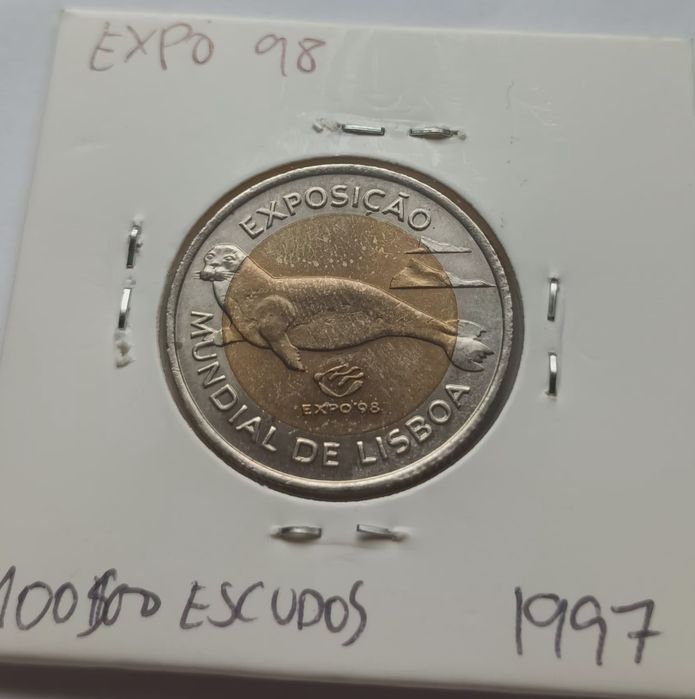 EXPO 98
EXPOSIÇÃO
EXPO'98
MUNDIAL DE LISBOA
100$00 ESCUDOS 1997